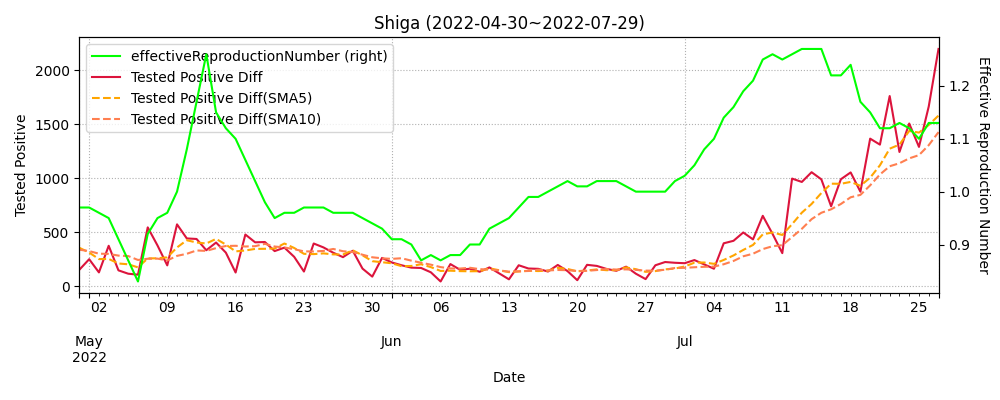 Shiga (2022-04-30~2022-07-29)
effectiveReproductionNumber (right)
Tested Positive Diff
Tested Positive Diff(SMA5)
Tested Positive Diff(SMA10)
Tested Positive
2000
1500
1000
500
0
Effective Reproduction Number
1.2
1.1
1.0
0.9
02 09 16 23 30 06 13 20 27 04 11 18 25
May Jun Jul
2022
Date